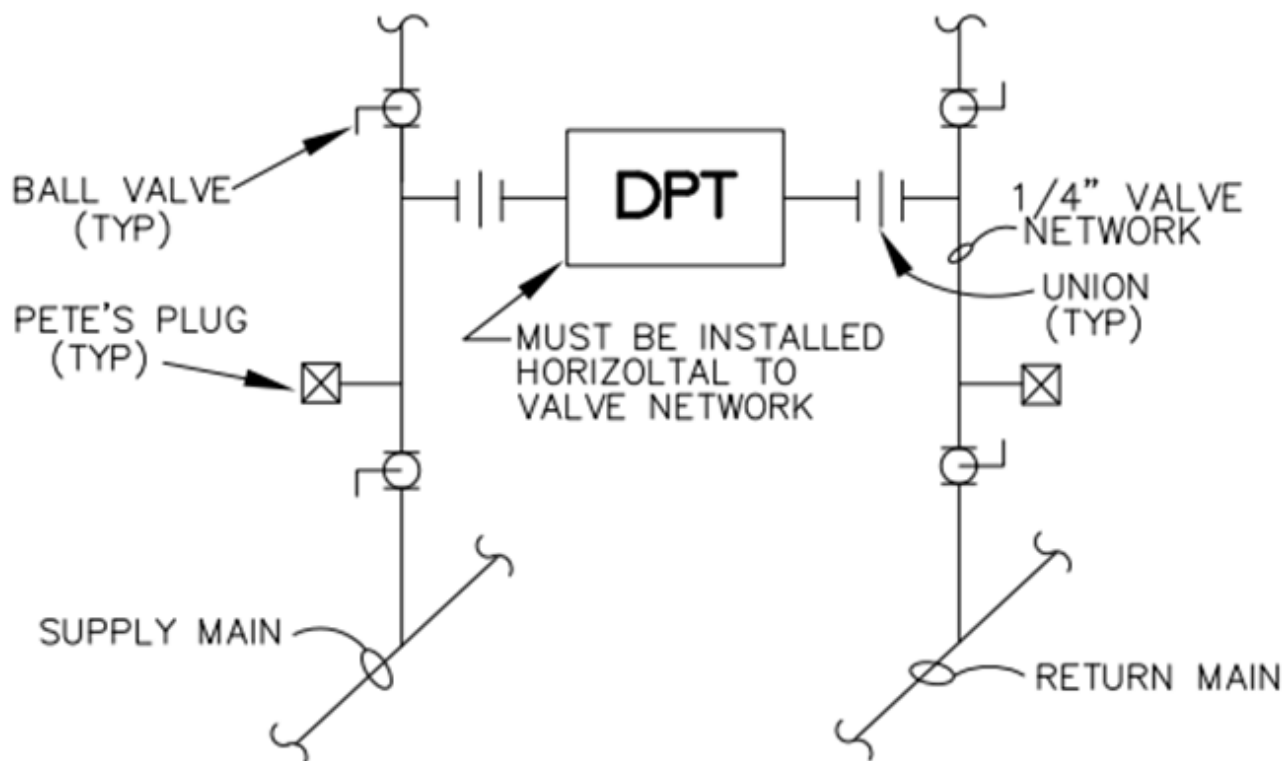 DPT
BALL VALVE
(TYP)
1/4" VALVE
NETWORK
PETE'S PLUG
(TYP)
UNION
(TYP)
MUST BE INSTALLED
HORIZOLTAL TO
VALVE NETWORK
SUPPLY MAIN
RETURN MAIN